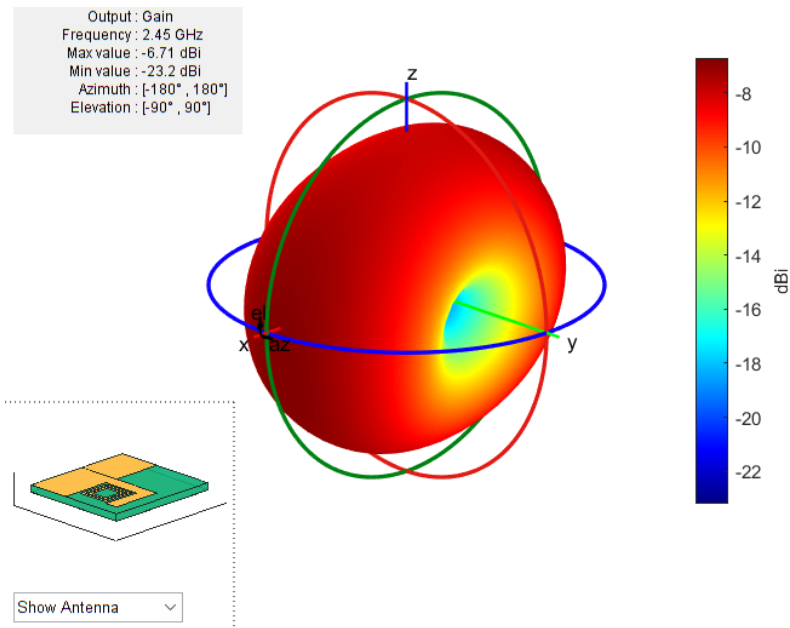 Output : Gain
Frequency : 2.45 GHz
Max value : -6.71 dBi
Min value : -23.2 dBi
Azimuth : [-180° , 180°]
Elevation : [-90° , 90°]
z
-8
-10
-12
-14
-16
-18
-20
-22
dBi
el
x
az
y
Show Antenna